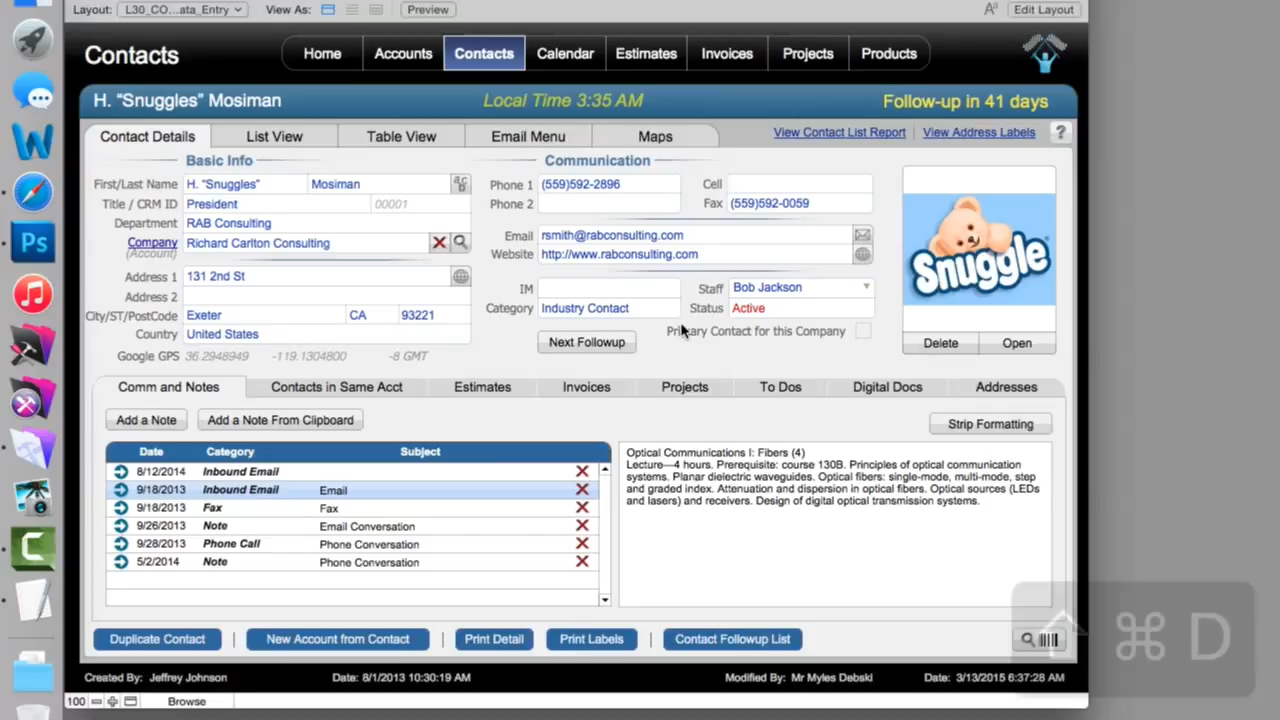 Layout: L30_CO...ata_Entry View As: Preview Aª Edit Layout
Contacts Home Accounts Contacts Calendar Estimates Invoices Projects Products
H. “Snuggles” Mosiman Local Time 3:35 AM Follow-up in 41 days
Contact Details List View Table View Email Menu Maps View Contact List Report View Address Labels ?
Basic Info Communication
First/Last Name H. “Snuggles” Mosiman Phone 1 (559)592-2896 Cell
Title / CRM ID President 00001 Phone 2 Fax (559)592-0059
Department RAB Consulting
Company Richard Carlton Consulting Email rsmith@rabconsulting.com
(Account) Website http://www.rabconsulting.com
Snuggle
Address 1 131 2nd St
Address 2 IM Staff Bob Jackson
City/ST/PostCode Exeter CA 93221 Category Industry Contact Status Active
Country United States Primary Contact for this Company
Google GPS 36.2948949 -119.1304800 -8 GMT Next Followup Delete Open
Comm and Notes Contacts in Same Acct Estimates Invoices Projects To Dos Digital Docs Addresses
Add a Note Add a Note From Clipboard Strip Formatting
Date Category Subject
8/12/2014 Inbound Email
9/18/2013 Inbound Email Email
9/18/2013 Fax Fax
9/26/2013 Note Email Conversation
9/28/2013 Phone Call Phone Conversation
5/2/2014 Note Phone Conversation
Optical Communications I: Fibers (4)
Lecture—4 hours. Prerequisite: course 130B. Principles of optical communication
systems. Planar dielectric waveguides. Optical fibers: single-mode, multi-mode, step
and graded index. Attenuation and dispersion in optical fibers. Optical sources (LEDs
and lasers) and receivers. Design of digital optical transmission systems.
Duplicate Contact New Account from Contact Print Detail Print Labels Contact Followup List
⌘ D
Created By: Jeffrey Johnson Date: 8/1/2013 10:30:19 AM Modified By: Mr Myles Debski Date: 3/13/2015 6:37:28 AM
100 Browse
W
Ps
C